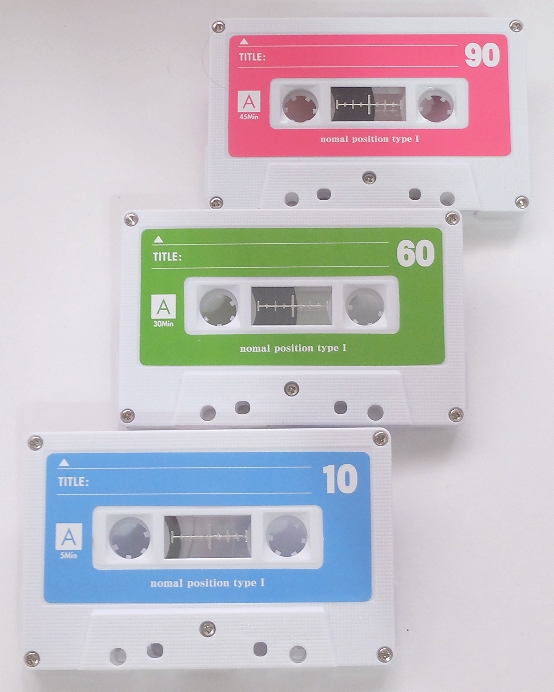 TITLE:
90
A
45Min
nomal position type I
TITLE:
60
A
30Min
nomal position type I
TITLE:
10
A
5Min
nomal position type I